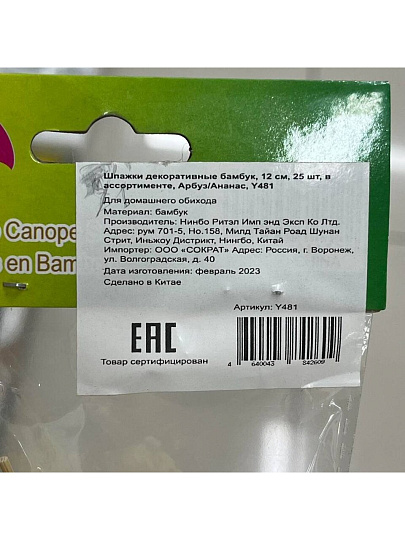 Canope
en Bam
Шпажки декоративные бамбук, 12 см, 25 шт, в
ассортименте, Арбуз/Ананас, Y481
Для домашнего обихода
Материал: бамбук
Производитель: Нинбо Ритэл Имп энд Эксп Ко Лтд.
Адрес: рум 701-5, Но.158, Милд Тайан Роад Шунан
Стрит, Иньжоу Дистрикт, Нингбо, Китай
Импортер: ООО «СОКРАТ» Адрес: Россия, г. Воронеж,
ул. Волгоградская, д. 40
Дата изготовления: февраль 2023
Сделано в Китае
Артикул: Y481
EAC
Товар сертифицирован
4 640043 842609